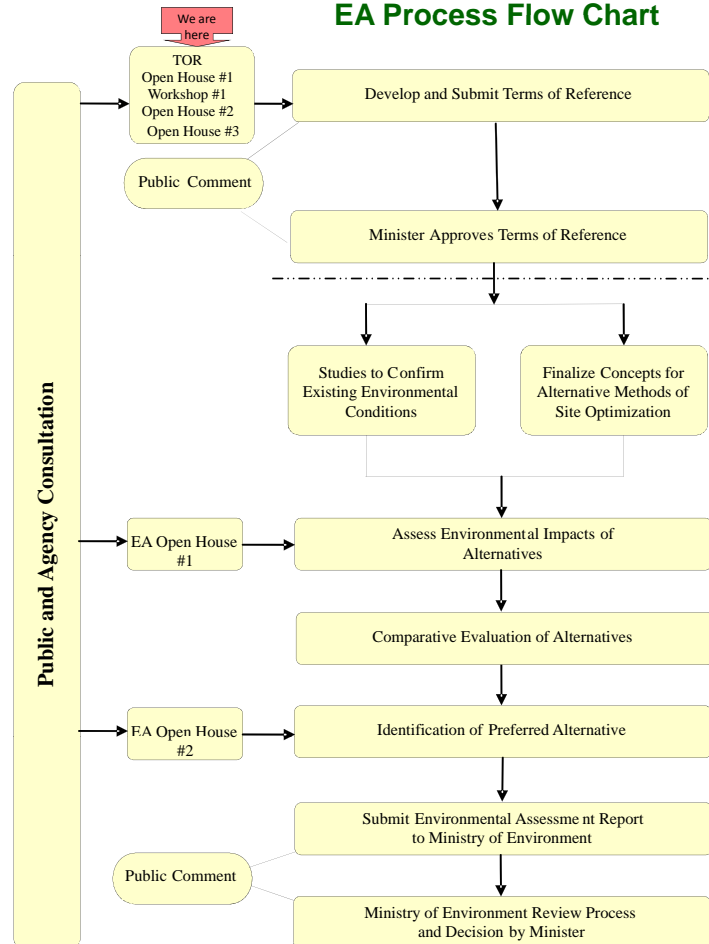 EA Process Flow Chart
We are
here
TOR
Open House #1
Workshop #1
Open House #2
Open House #3
Develop and Submit Terms of Reference
Public Comment
Minister Approves Terms of Reference
Studies to Confirm
Existing Environmental
Conditions
Finalize Concepts for
Alternative Methods of
Site Optimization
Public and Agency Consultation
EA Open House
#1
Assess Environmental Impacts of
Alternatives
Comparative Evaluation of Alternatives
EA Open House
#2
Identification of Preferred Alternative
Submit Environmental Assessment Report
to Ministry of Environment
Public Comment
Ministry of Environment Review Process
and Decision by Minister